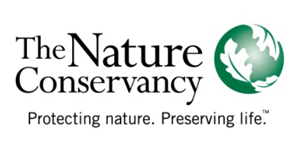 The Nature
Conservancy
Protecting nature. Preserving life.™